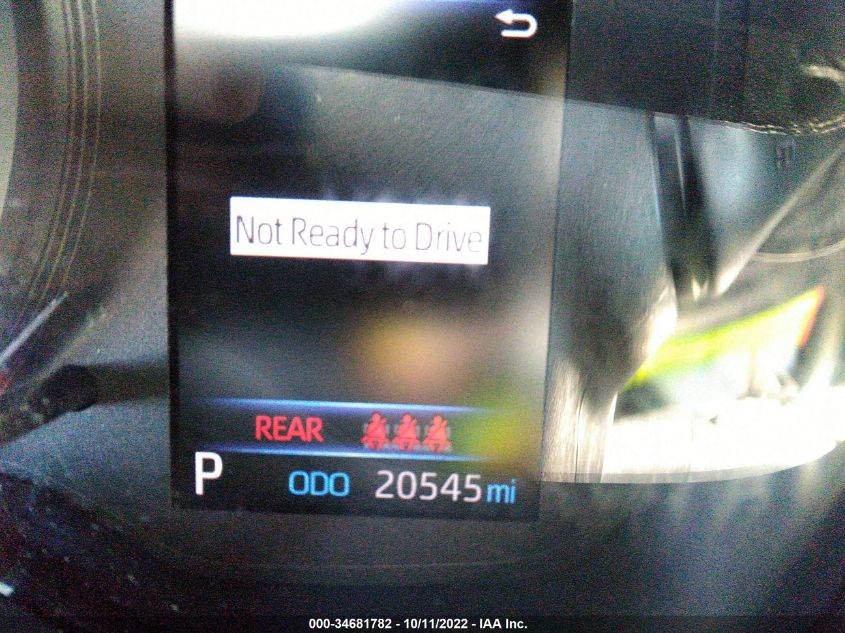 Not Ready to Drive
REAR
P ODO 20545 mi
000-34681782 - 10/11/2022 - IAA Inc.